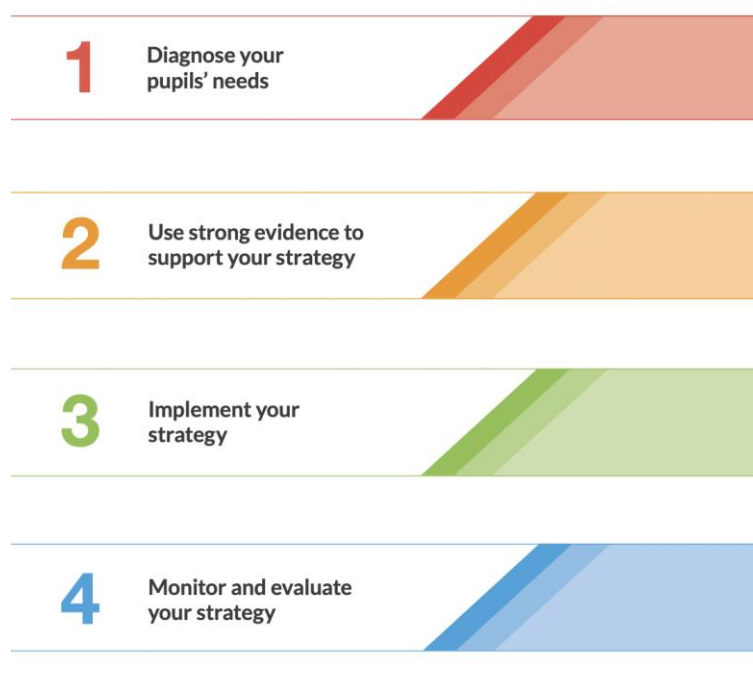 1
Diagnose your
pupils’ needs
2
Use strong evidence to
support your strategy
3
Implement your
strategy
4
Monitor and evaluate
your strategy